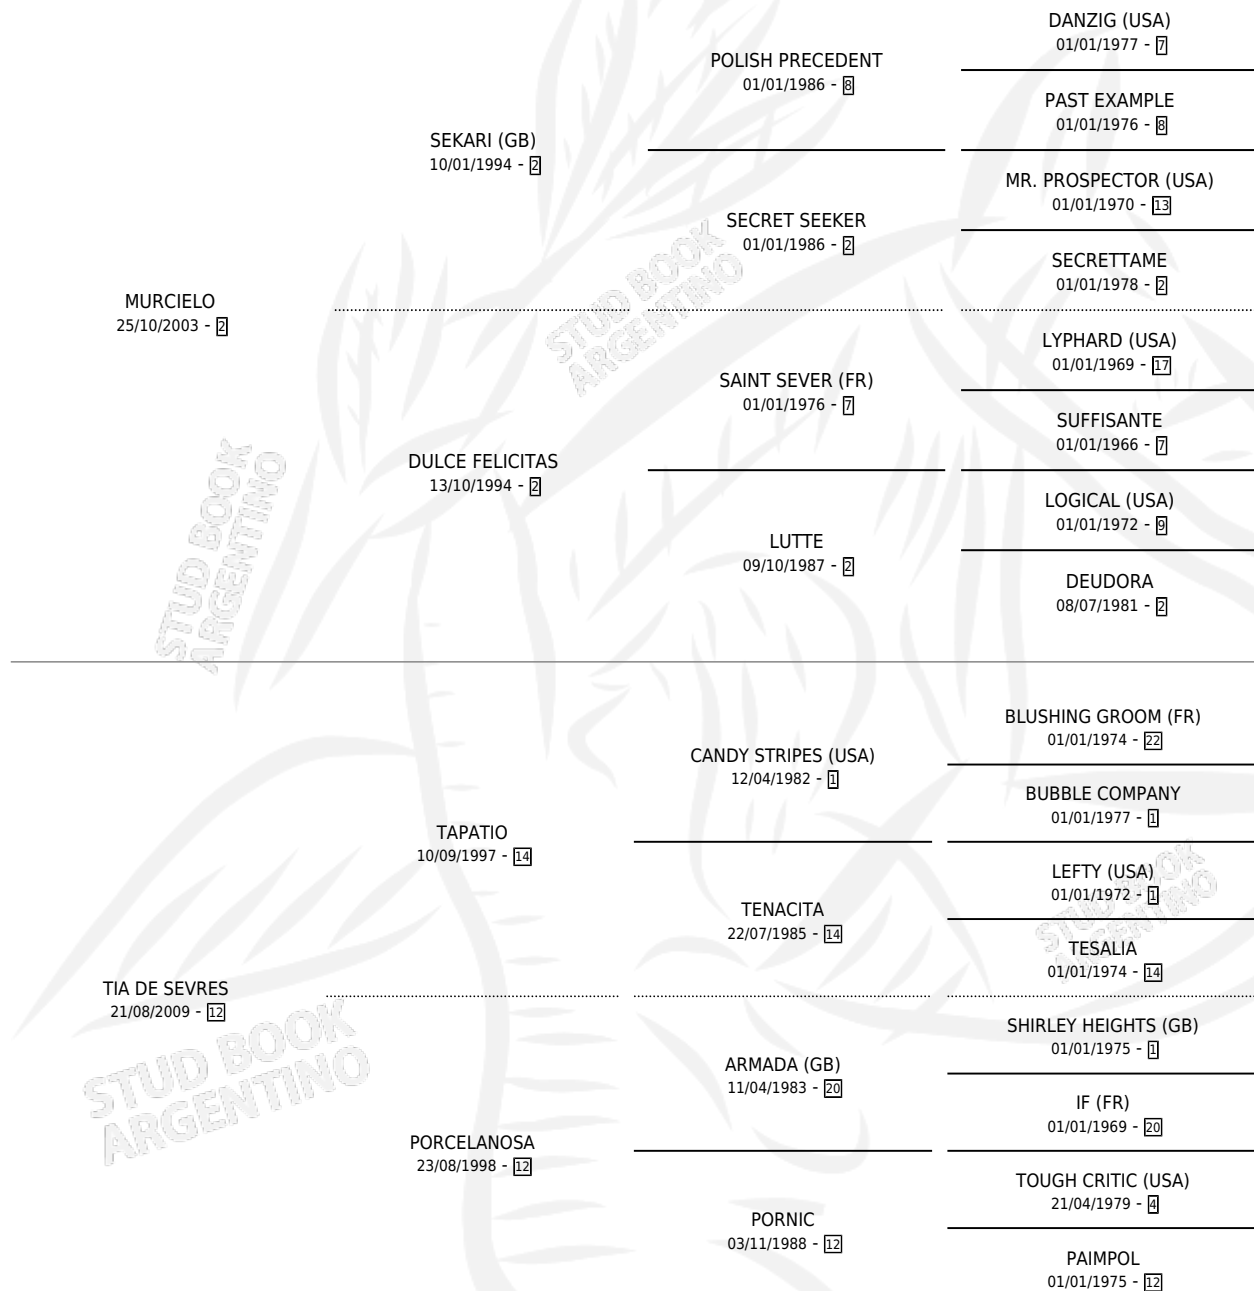 DANZIG (USA)
01/01/1977 - 7
POLISH PRECEDENT
01/01/1986 - 8
PAST EXAMPLE
01/01/1976 - 8
SEKARI (GB)
10/01/1994 - 2
MR. PROSPECTOR (USA)
01/01/1970 - 13
SECRET SEEKER
01/01/1986 - 2
SECRETTAME
01/01/1978 - 2
STUD BOOK
ARGENTINO
MURCIELO
25/10/2003 - 2
LYPHARD (USA)
01/01/1969 - 17
SAINT SEVER (FR)
01/01/1976 - 7
SUFFISANTE
01/01/1966 - 7
DULCE FELICITAS
13/10/1994 - 2
LOGICAL (USA)
01/01/1972 - 9
LUTTE
09/10/1987 - 2
DEUDORA
08/07/1981 - 2
STUD BOOK
ARGENTINO
BLUSHING GROOM (FR)
01/01/1974 - 22
CANDY STRIPES (USA)
12/04/1982 - 1
BUBBLE COMPANY
01/01/1977 - 1
TAPATIO
10/09/1997 - 14
LEFTY (USA)
01/01/1972 - 1
TENACITA
22/07/1985 - 14
TESALIA
01/01/1974 - 14
STUD BOOK
ARGENTINO
TIA DE SEVRES
21/08/2009 - 12
SHIRLEY HEIGHTS (GB)
01/01/1975 - 1
ARMADA (GB)
11/04/1983 - 20
IF (FR)
01/01/1969 - 20
STUD BOOK
ARGENTINO
PORCELANOSA
23/08/1998 - 12
TOUGH CRITIC (USA)
21/04/1979 - 4
PORNIC
03/11/1988 - 12
PAIMPOL
01/01/1975 - 12